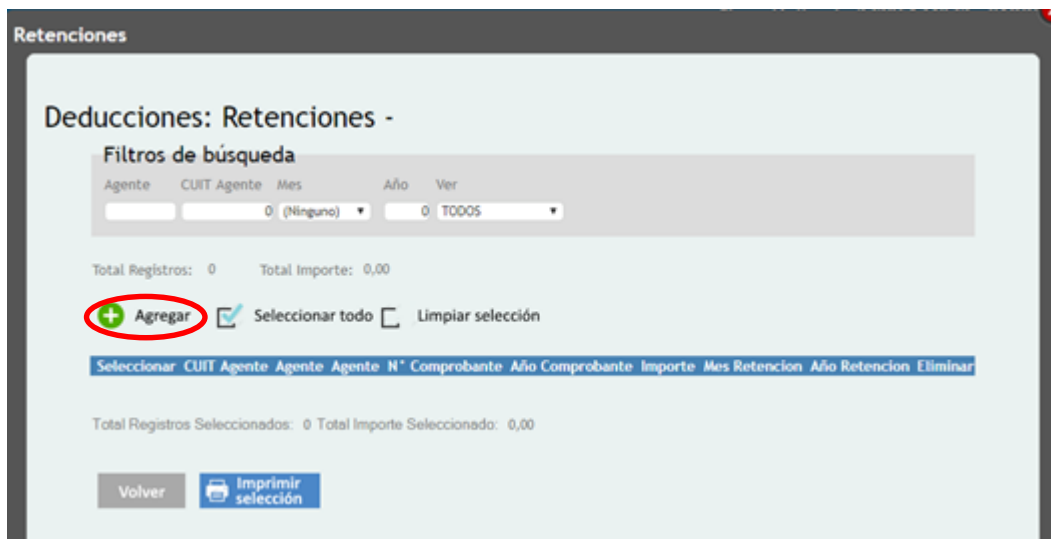 Retenciones
Deducciones: Retenciones -
Filtros de búsqueda
Agente CUIT Agente Mes Año Ver
0 (Ninguno) 0 TODOS
Total Registros: 0 Total Importe: 0,00
Agregar Seleccionar todo Limpiar selección
Seleccionar CUIT Agente Agente Agente N° Comprobante Año Comprobante Importe Mes Retencion Año Retencion Eliminar
Total Registros Seleccionados: 0 Total Importe Seleccionado: 0,00
Volver Imprimir
selección